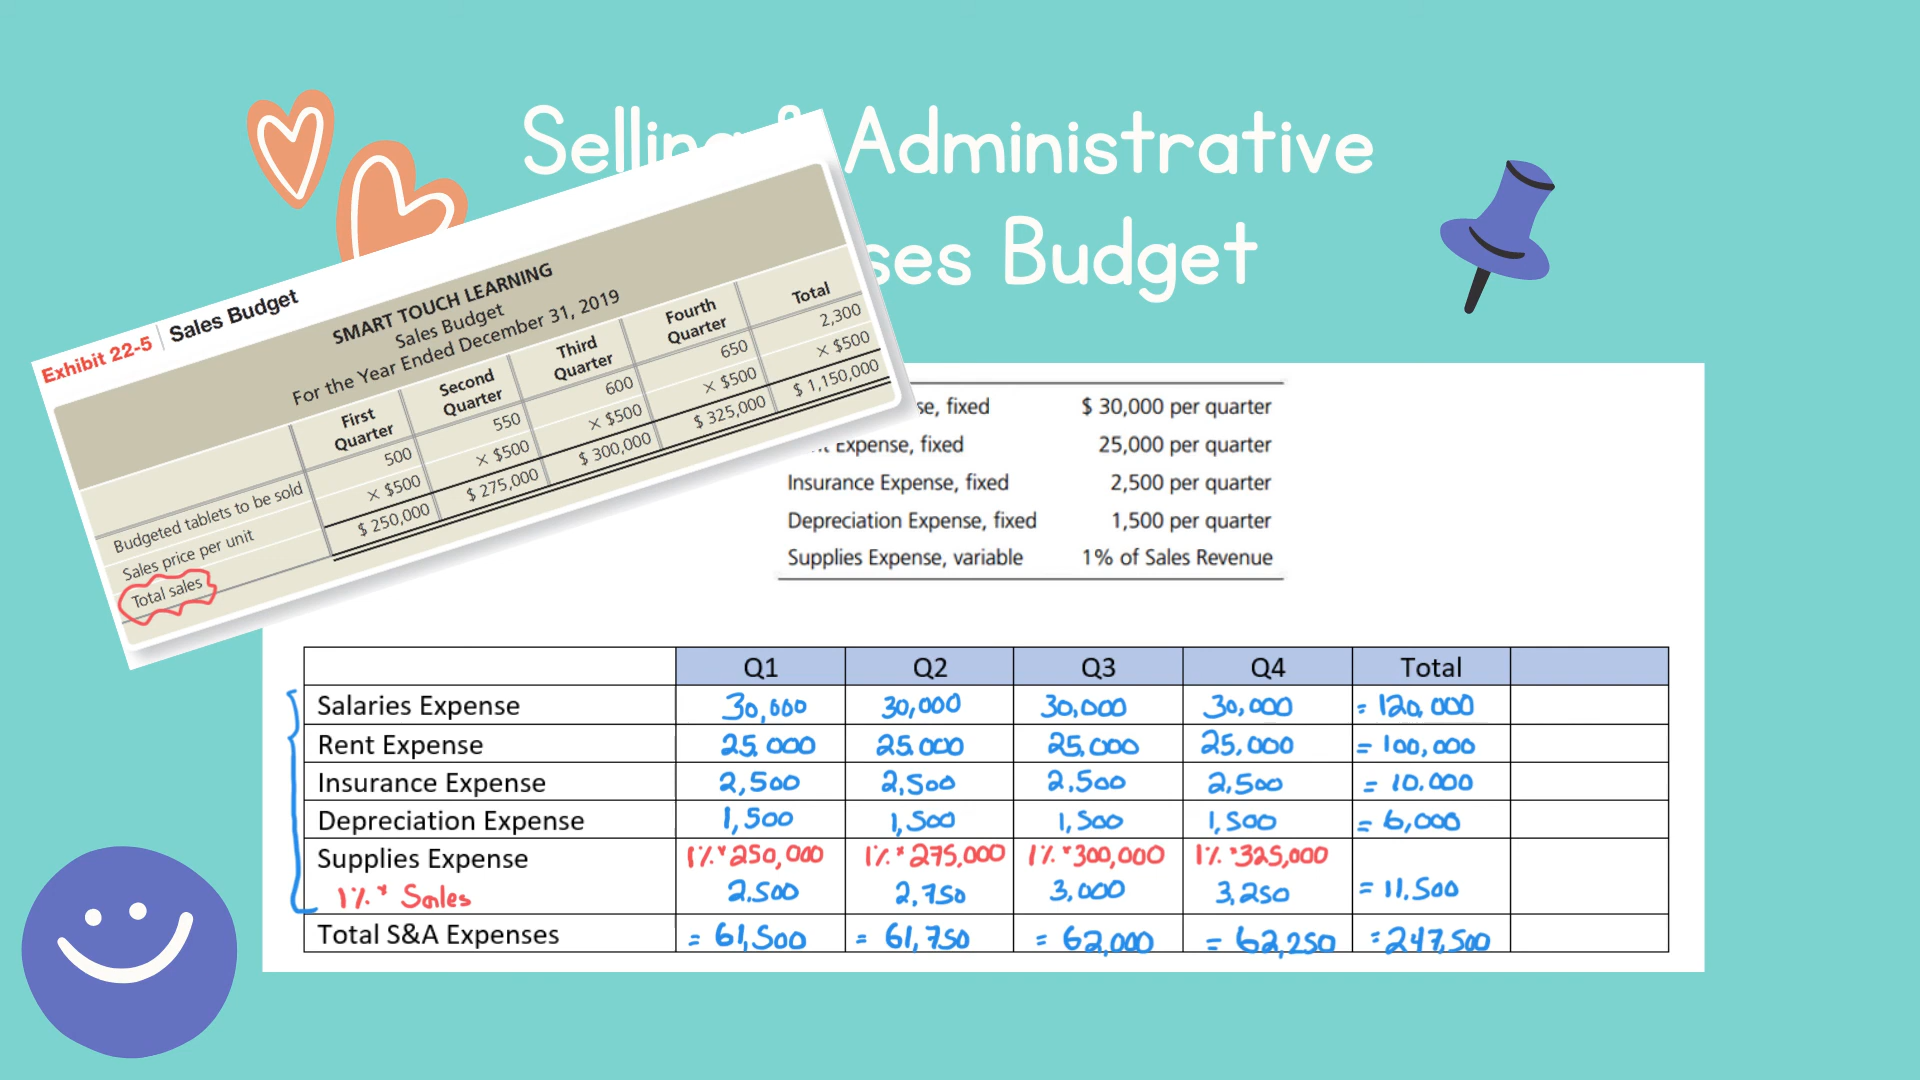 Selling & Administrative
ses Budget
Exhibit 22-5 | Sales Budget
SMART TOUCH LEARNING
Sales Budget
For the Year Ended December 31, 2019
First Quarter Second Quarter Third Quarter Fourth Quarter Total
Budgeted tablets to be sold 500 550 600 650 2,300
Sales price per unit × $500 × $500 × $500 × $500 × $500
Total sales $ 250,000 $ 275,000 $ 300,000 $ 325,000 $ 1,150,000
se, fixed $ 30,000 per quarter
Expense, fixed 25,000 per quarter
Insurance Expense, fixed 2,500 per quarter
Depreciation Expense, fixed 1,500 per quarter
Supplies Expense, variable 1% of Sales Revenue
Q1 Q2 Q3 Q4 Total
Salaries Expense 30,000 30,000 30,000 30,000 = 120,000
Rent Expense 25,000 25,000 25,000 25,000 = 100,000
Insurance Expense 2,500 2,500 2,500 2,500 = 10.000
Depreciation Expense 1,500 1,500 1,500 1,500 = 6,000
Supplies Expense 1% * 250,000 1% * 275,000 1% * 300,000 1% * 325,000
1% * Sales 2.500 2,750 3,000 3,250 = 11,500
Total S&A Expenses = 61,500 = 61,750 = 62,000 = 62,250 = 247,500